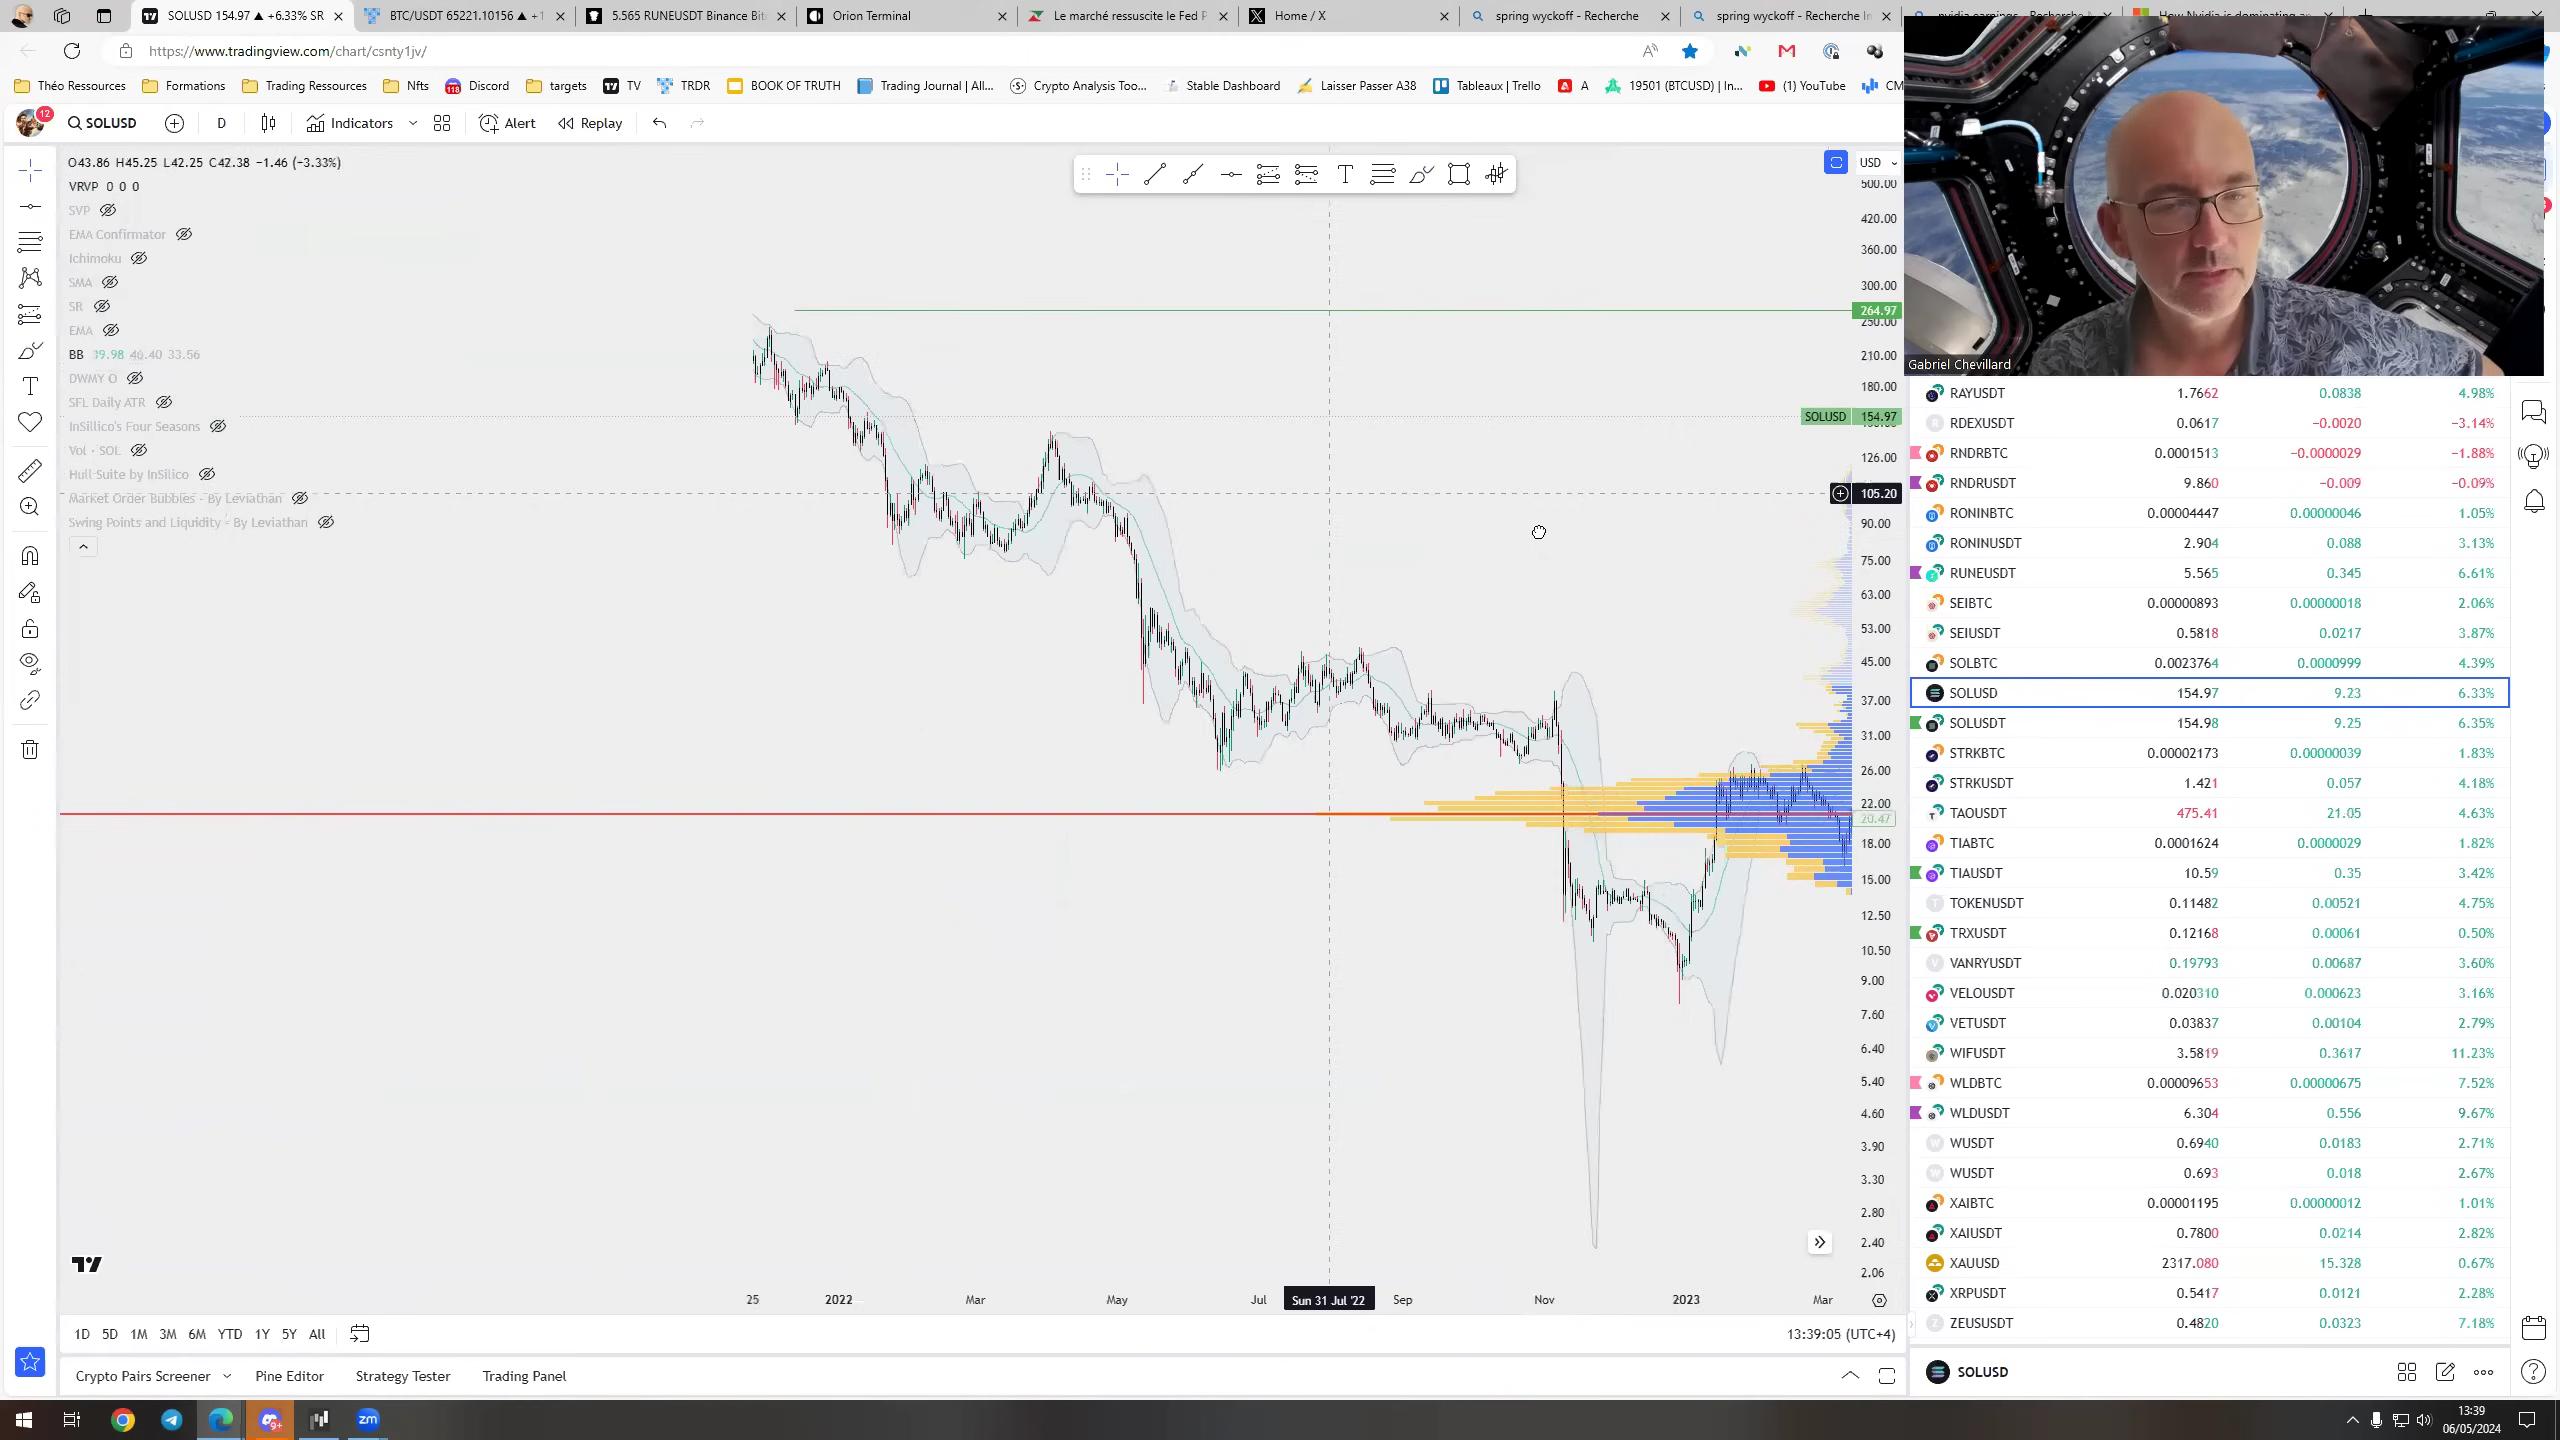 SOLUSD 154.97 ▲ +6.33% SR
BTC/USDT 65221.10156 ▲ +1
5.565 RUNEUSDT Binance Bit
Orion Terminal
Le marché ressuscite le Fed P
Home / X
spring wyckoff - Recherche
spring wyckoff - Recherche In
https://www.tradingview.com/chart/csnty1jv/
Théo Ressources
Formations
Trading Ressources
Nfts
Discord
targets
TV
TRDR
BOOK OF TRUTH
Trading Journal | All...
Crypto Analysis Too...
Stable Dashboard
Laisser Passer A38
Tableaux | Trello
A
19501 (BTCUSD) | In...
(1) YouTube
CM
12
SOLUSD
D
Indicators
Alert
Replay
O43.86 H45.25 L42.25 C42.38 −1.46 (−3.33%)
VRVP 0 0 0
SVP
EMA Confirmator
Ichimoku
SMA
SR
EMA
BB 39.98 46.40 33.56
DWMY O
SFL Daily ATR
InSillico's Four Seasons
Vol · SOL
Hull Suite by InSilico
Market Order Bubbles - By Leviathan
Swing Points and Liquidity - By Leviathan
USD
500.00
420.00
360.00
300.00
264.97
250.00
210.00
180.00
SOLUSD 154.97
126.00
105.20
90.00
75.00
63.00
53.00
45.00
37.00
31.00
26.00
22.00
20.47
18.00
15.00
12.50
10.50
9.00
7.60
6.40
5.40
4.60
3.90
3.30
2.80
2.40
2.06
25
2022
Mar
May
Jul
Sun 31 Jul '22
Sep
Nov
2023
Mar
1D 5D 1M 3M 6M YTD 1Y 5Y All
13:39:05 (UTC+4)
Crypto Pairs Screener
Pine Editor
Strategy Tester
Trading Panel
Gabriel Chevillard
RAYUSDT 1.7662 0.0838 4.98%
RDEXUSDT 0.0617 −0.0020 −3.14%
RNDRBTC 0.0001513 −0.0000029 −1.88%
RNDRUSDT 9.860 −0.009 −0.09%
RONINBTC 0.00004447 0.00000046 1.05%
RONINUSDT 2.904 0.088 3.13%
RUNEUSDT 5.565 0.345 6.61%
SEIBTC 0.00000893 0.00000018 2.06%
SEIUSDT 0.5818 0.0217 3.87%
SOLBTC 0.0023764 0.0000999 4.39%
SOLUSD 154.97 9.23 6.33%
SOLUSDT 154.98 9.25 6.35%
STRKBTC 0.00002173 0.00000039 1.83%
STRKUSDT 1.421 0.057 4.18%
TAOUSDT 475.41 21.05 4.63%
TIABTC 0.0001624 0.0000029 1.82%
TIAUSDT 10.59 0.35 3.42%
TOKENUSDT 0.11482 0.00521 4.75%
TRXUSDT 0.12168 0.00061 0.50%
VANRYUSDT 0.19793 0.00687 3.60%
VELOUSDT 0.020310 0.000623 3.16%
VETUSDT 0.03837 0.00104 2.79%
WIFUSDT 3.5819 0.3617 11.23%
WLDBTC 0.00009653 0.00000675 7.52%
WLDUSDT 6.304 0.556 9.67%
WUSDT 0.6940 0.0183 2.71%
WUSDT 0.693 0.018 2.67%
XAIBTC 0.00001195 0.00000012 1.01%
XAIUSDT 0.7800 0.0214 2.82%
XAUUSD 2317.080 15.328 0.67%
XRPUSDT 0.5417 0.0121 2.28%
ZEUSUSDT 0.4820 0.0323 7.18%
SOLUSD
zm
9+
13:39
06/05/2024